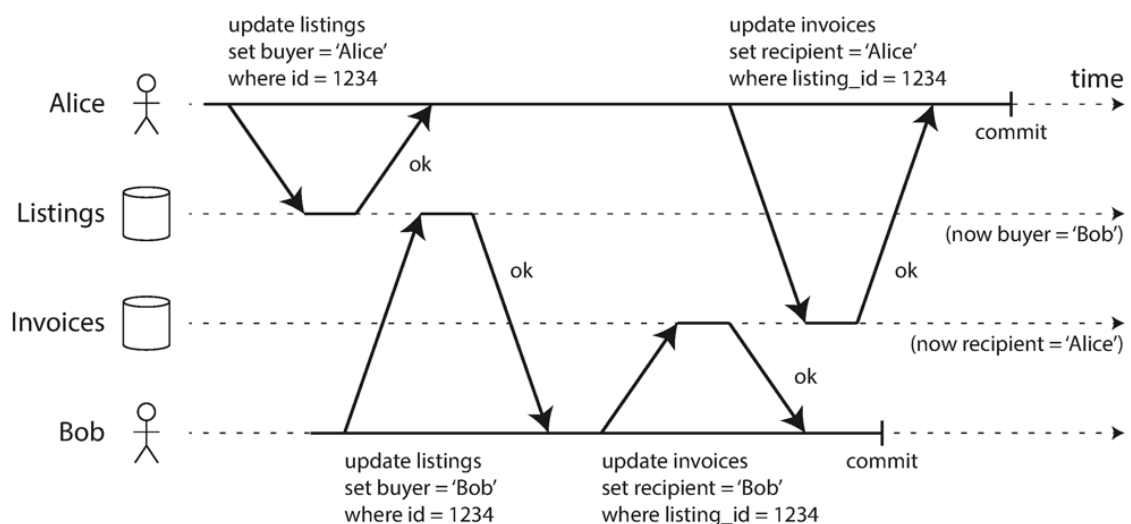 update listings
set buyer = ‘Alice’
where id = 1234
update invoices
set recipient = ‘Alice’
where listing_id = 1234
time
Alice
commit
ok
Listings
(now buyer = ‘Bob’)
ok
ok
Invoices
(now recipient = ‘Alice’)
ok
Bob
commit
update listings
set buyer = ‘Bob’
where id = 1234
update invoices
set recipient = ‘Bob’
where listing_id = 1234